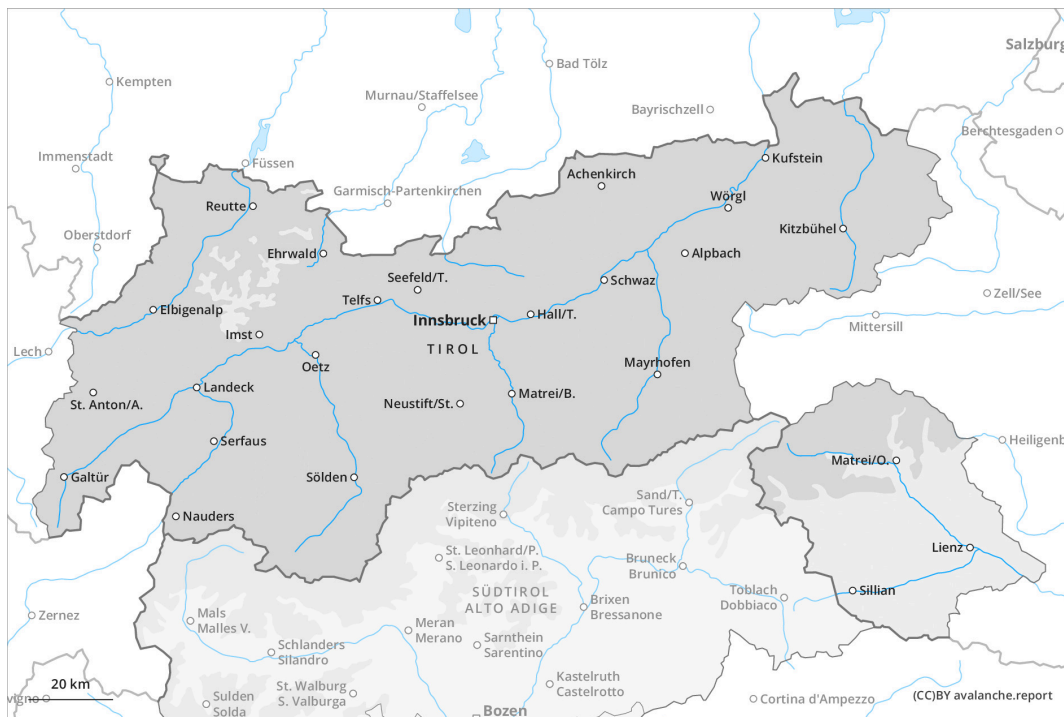 Salzburg
Bad Tölz
Kempten
Murnau/Staffelsee
Bayrischzell
Berchtesgaden
Immenstadt
Füssen
Kufstein
Achenkirch
Garmisch-Partenkirchen
Reutte
Wörgl
Oberstdorf
Kitzbühel
Ehrwald
Alpbach
Seefeld/T.
Schwaz
Zell/See
Telfs
Elbigenalp
Hall/T.
Innsbruck
Mittersill
Imst
TIROL
Lech
Oetz
Mayrhofen
Landeck
St. Anton/A.
Neustift/St.
Matrei/B.
Serfaus
Heiligenb
Matrei/O.
Galtür
Sölden
Sand/T.
Campo Tures
Sterzing
Vipiteno
Nauders
Lienz
St. Leonhard/P.
S. Leonardo i. P.
Bruneck
Brunico
SÜDTIROL
ALTO ADIGE
Sillian
Toblach
Dobbiaco
Brixen
Bressanone
Zernez
Mals
Malles V.
Meran
Merano
Sarnthein
Sarentino
Schlanders
Silandro
Kastelruth
Castelrotto
20 km
St. Walburg
S. Valburga
vigno
Sulden
Solda
Cortina d'Ampezzo
(CC)BY avalanche.report
Bozen